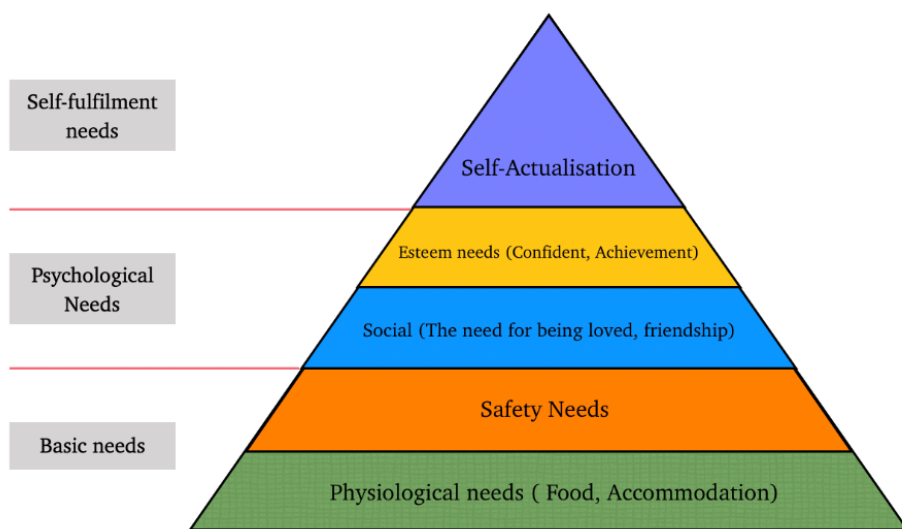 Self-fulfilment
needs
Self-Actualisation
Esteem needs (Confident, Achievement)
Psychological
Needs
Social (The need for being loved, friendship)
Safety Needs
Basic needs
Physiological needs ( Food, Accommodation)